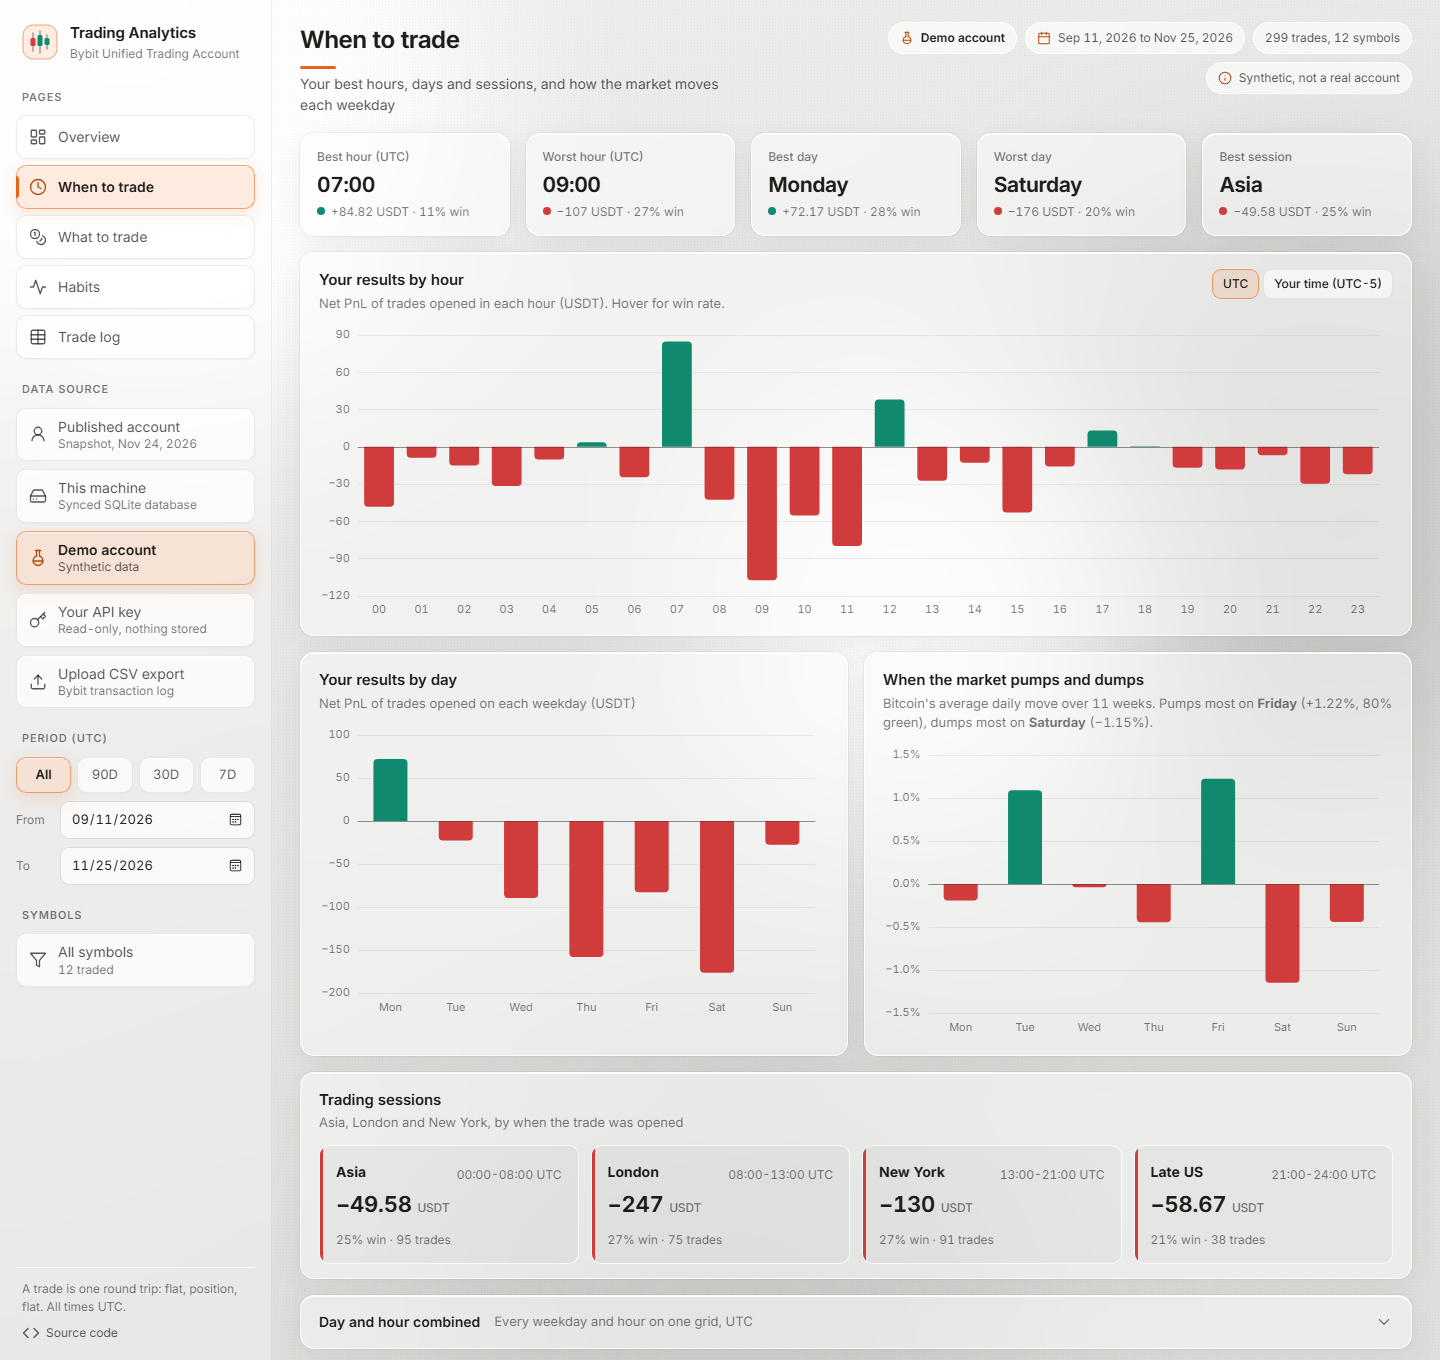 Trading Analytics
Bybit Unified Trading Account
PAGES
Overview
When to trade
What to trade
Habits
Trade log
DATA SOURCE
Published account
Snapshot, Nov 24, 2026
This machine
Synced SQLite database
Demo account
Synthetic data
Your API key
Read-only, nothing stored
Upload CSV export
Bybit transaction log
PERIOD (UTC)
All 90D 30D 7D
From 09/11/2026
To 11/25/2026
SYMBOLS
All symbols
12 traded
A trade is one round trip: flat, position,
flat. All times UTC.
Source code
When to trade
Your best hours, days and sessions, and how the market moves
each weekday
Demo account
Sep 11, 2026 to Nov 25, 2026
299 trades, 12 symbols
Synthetic, not a real account
Best hour (UTC)
07:00
+84.82 USDT · 11% win
Worst hour (UTC)
09:00
−107 USDT · 27% win
Best day
Monday
+72.17 USDT · 28% win
Worst day
Saturday
−176 USDT · 20% win
Best session
Asia
−49.58 USDT · 25% win
Your results by hour
Net PnL of trades opened in each hour (USDT). Hover for win rate.
UTC
Your time (UTC-5)
90
60
30
0
−30
−60
−90
−120
00 01 02 03 04 05 06 07 08 09 10 11 12 13 14 15 16 17 18 19 20 21 22 23
Your results by day
Net PnL of trades opened on each weekday (USDT)
100
50
0
−50
−100
−150
−200
Mon Tue Wed Thu Fri Sat Sun
When the market pumps and dumps
Bitcoin's average daily move over 11 weeks. Pumps most on Friday (+1.22%, 80%
green), dumps most on Saturday (−1.15%).
1.5%
1.0%
0.5%
0.0%
−0.5%
−1.0%
−1.5%
Mon Tue Wed Thu Fri Sat Sun
Trading sessions
Asia, London and New York, by when the trade was opened
Asia 00:00-08:00 UTC
−49.58 USDT
25% win · 95 trades
London 08:00-13:00 UTC
−247 USDT
27% win · 75 trades
New York 13:00-21:00 UTC
−130 USDT
27% win · 91 trades
Late US 21:00-24:00 UTC
−58.67 USDT
21% win · 38 trades
Day and hour combined Every weekday and hour on one grid, UTC